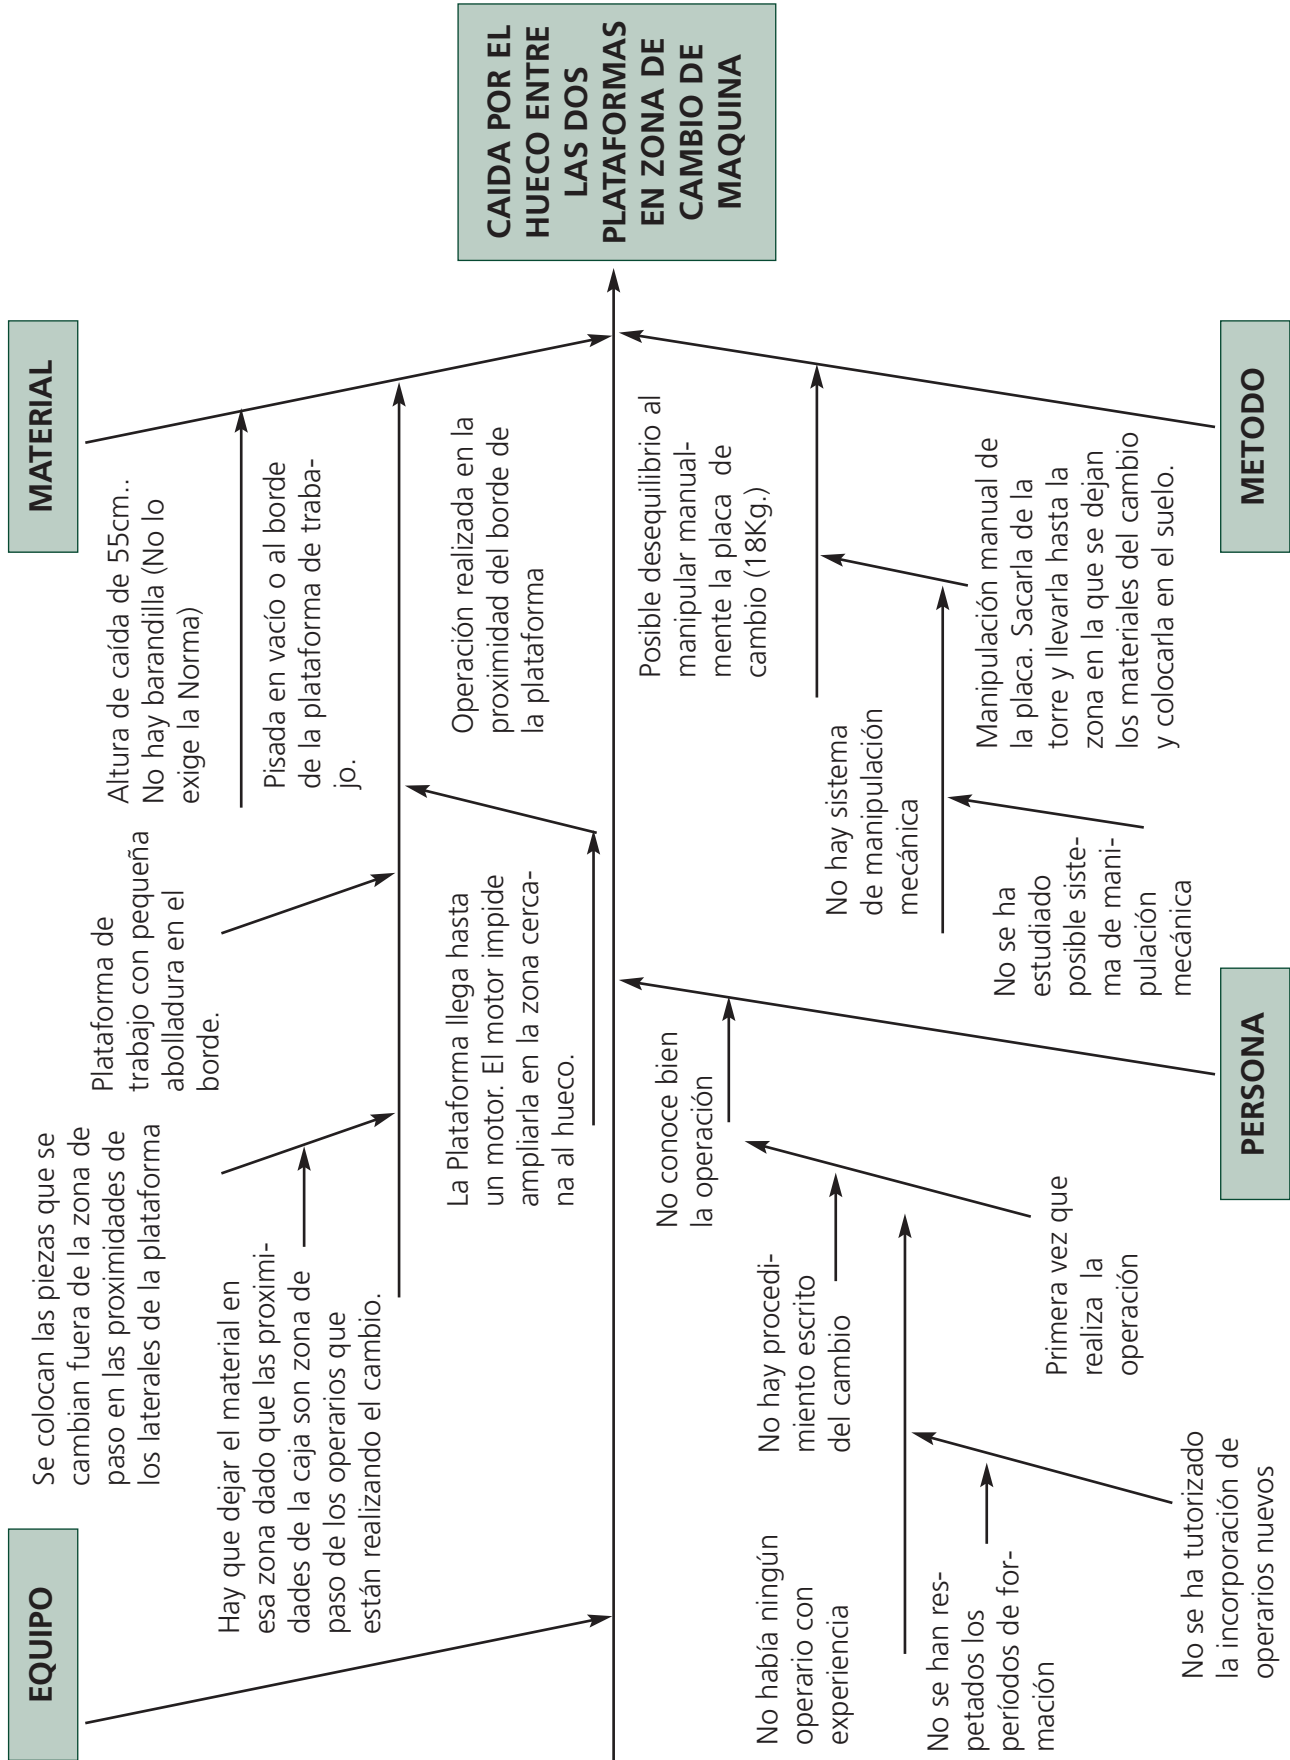 EQUIPO
MATERIAL
Se colocan las piezas que se
cambian fuera de la zona de
paso en las proximidades de
los laterales de la plataforma
Hay que dejar el material en
esa zona dado que las proximi-
dades de la caja son zona de
paso de los operarios que
están realizando el cambio.
Plataforma de
trabajo con pequeña
abolladura en el
borde.
Altura de caída de 55cm..
No hay barandilla (No lo
exige la Norma)
Pisada en vacío o al borde
de la plataforma de traba-
jo.
La Plataforma llega hasta
un motor. El motor impide
ampliarla en la zona cerca-
na al hueco.
Operación realizada en la
proximidad del borde de
la plataforma
CAIDA POR EL
HUECO ENTRE
LAS DOS
PLATAFORMAS
EN ZONA DE
CAMBIO DE
MAQUINA
No había ningún
operario con
experiencia
No hay procedi-
miento escrito
del cambio
No conoce bien
la operación
No se han res-
petados los
períodos de for-
mación
Primera vez que
realiza la
operación
No se ha tutorizado
la incorporación de
operarios nuevos
Posible desequilibrio al
manipular manual-
mente la placa de
cambio (18Kg.)
No hay sistema
de manipulación
mecánica
Manipulación manual de
la placa. Sacarla de la
torre y llevarla hasta la
zona en la que se dejan
los materiales del cambio
y colocarla en el suelo.
No se ha
estudiado
posible siste-
ma de mani-
pulación
mecánica
PERSONA
METODO